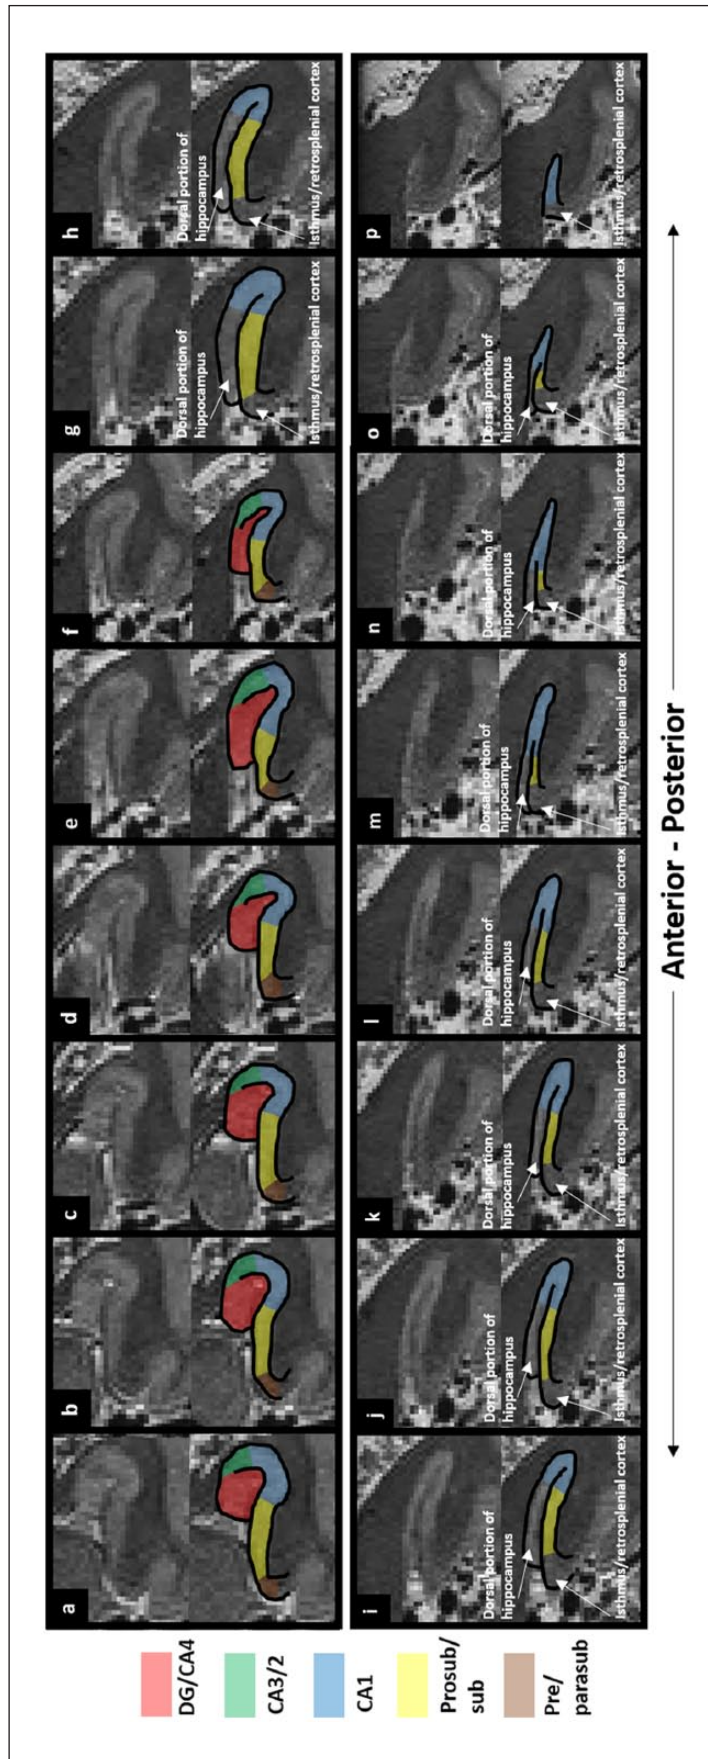 DG/CA4
CA3/2
CA1
Prosub/
sub
Pre/
parasub
a
b
c
d
e
f
g
Dorsal portion of
hippocampus
Isthmus/retrosplenial cortex
h
Dorsal portion of
hippocampus
Isthmus/retrosplenial cortex
i
Dorsal portion of
hippocampus
Isthmus/retrosplenial cortex
j
Dorsal portion of
hippocampus
Isthmus/retrosplenial cortex
k
Dorsal portion of
hippocampus
Isthmus/retrosplenial cortex
l
Dorsal portion of
hippocampus
Isthmus/retrosplenial cortex
m
Dorsal portion of
hippocampus
Isthmus/retrosplenial cortex
n
Dorsal portion of
hippocampus
Isthmus/retrosplenial cortex
o
Dorsal portion of
hippocampus
Isthmus/retrosplenial cortex
p
Isthmus/retrosplenial cortex
Anterior - Posterior